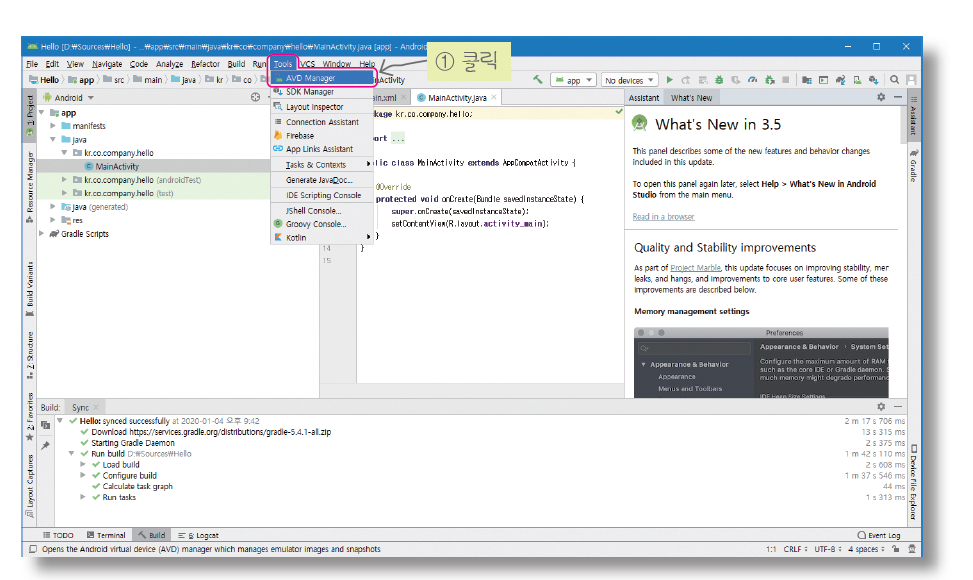 Hello [D:₩Sources₩Hello] - ...₩app₩src₩main₩java₩kr₩co₩company₩hello₩MainActivity.java [app] - Android
File Edit View Navigate Code Analyze Refactor Build Run Tools VCS Window Help
① 클릭
Hello app src main java kr co MainActivity app No devices
AVD Manager
SDK Manager
Layout Inspector
Connection Assistant
Firebase
App Links Assistant
Tasks & Contexts
Generate JavaDoc...
IDE Scripting Console
JShell Console...
Groovy Console...
Kotlin
1: Project
Resource Manager
Build Variants
Z: Structure
2: Favorites
Layout Captures
Android
app
manifests
java
kr.co.company.hello
MainActivity
kr.co.company.hello (androidTest)
kr.co.company.hello (test)
java (generated)
res
Gradle Scripts
MainActivity.java
kage kr.co.company.hello;
ort ...
lic class MainActivity extends AppCompatActivity {
@Override
protected void onCreate(Bundle savedInstanceState) {
super.onCreate(savedInstanceState);
setContentView(R.layout.activity_main);
}
14 }
15
Assistant What's New
What's New in 3.5
This panel describes some of the new features and behavior changes
included in this update.
To open this panel again later, select Help > What's New in Android
Studio from the main menu.
Read in a browser
Quality and Stability improvements
As part of Project Marble, this update focuses on improving stability, mer
leaks, and hangs, and improvements to core user features. Some of these
improvements are described below.
Memory management settings
Preferences
Appearance & Behavior
Appearance
Menus and Toolbars
Appearance & Behavior › System Set
Configure the maximum amount of RAM
such as the core IDE or Gradle daemon. S
much memory might degrade performanc
IDE Heap Size Settings
Assistant
Gradle
Device File Explorer
Build: Sync
Hello: synced successfully at 2020-01-04 오후 9:42 2 m 17 s 706 ms
Download https://services.gradle.org/distributions/gradle-5.4.1-all.zip 13 s 315 ms
Starting Gradle Daemon 2 s 375 ms
Run build D:₩Sources₩Hello 1 m 42 s 110 ms
Load build 2 s 608 ms
Configure build 1 m 37 s 546 ms
Calculate task graph 44 ms
Run tasks 1 s 313 ms
TODO Terminal Build 6: Logcat Event Log
Opens the Android virtual device (AVD) manager which manages emulator images and snapshots 1:1 CRLF UTF-8 4 spaces